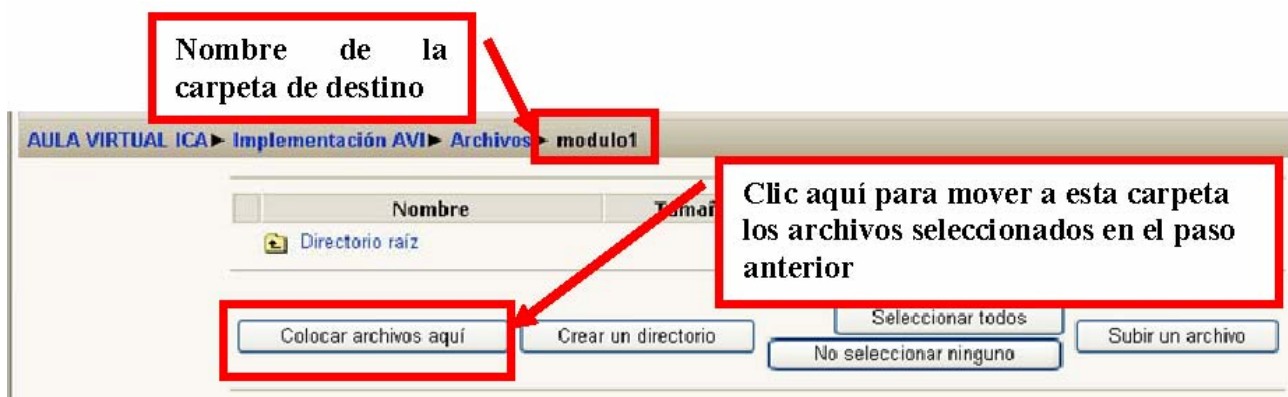 Nombre de la
carpeta de destino
AULA VIRTUAL ICA► Implementación AVI► Archivos► modulo1
Clic aquí para mover a esta carpeta
los archivos seleccionados en el paso
anterior
Nombre
Directorio raíz
Colocar archivos aquí
Crear un directorio
Seleccionar todos
No seleccionar ninguno
Subir un archivo